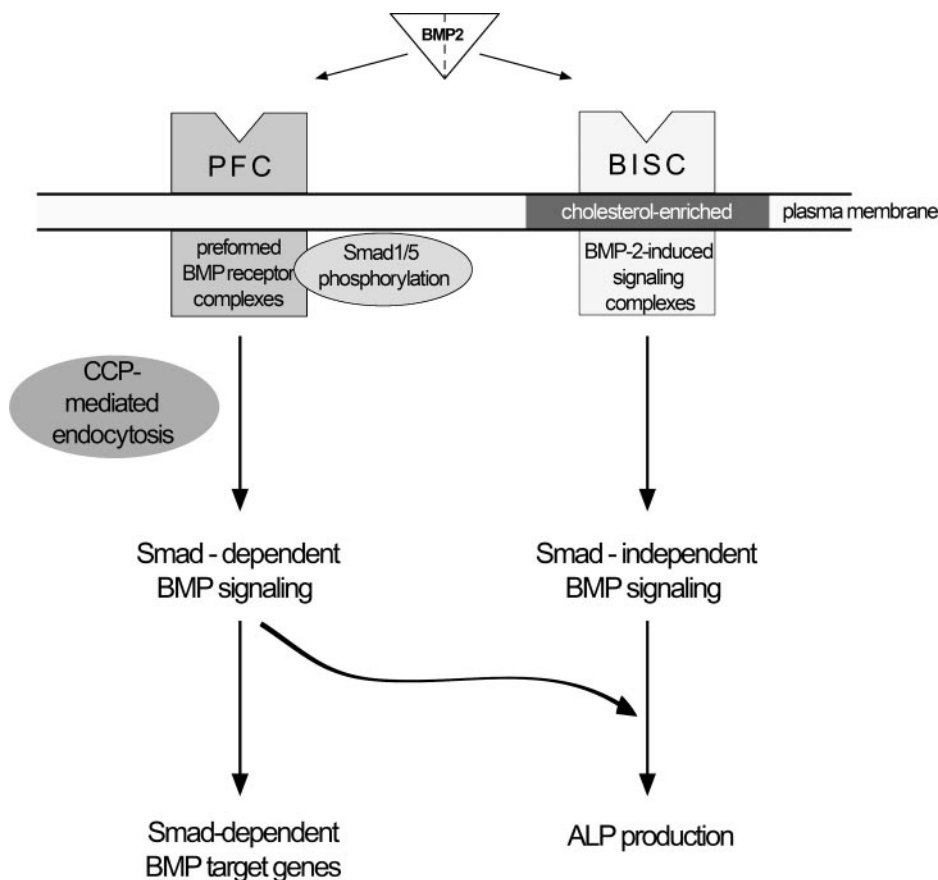 BMP2
PFC
BISC
cholesterol-enriched
plasma membrane
preformed
BMP receptor
complexes
Smad1/5
phosphorylation
BMP-2-induced
signaling
complexes
CCP-
mediated
endocytosis
Smad - dependent
BMP signaling
Smad - independent
BMP signaling
Smad-dependent
BMP target genes
ALP production